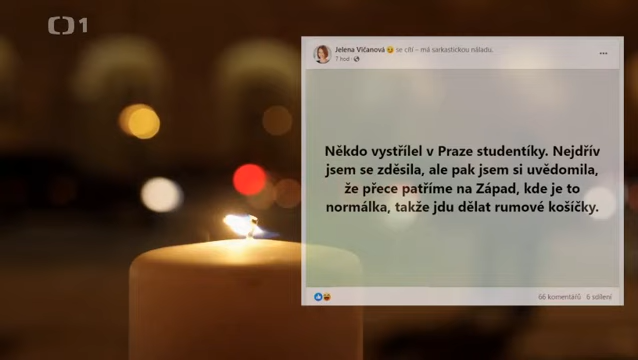 1
Jelena Vičanová se cítí – má sarkastickou náladu.
7 hod
Někdo vystřílel v Praze studentíky. Nejdřív
jsem se zděsila, ale pak jsem si uvědomila,
že přece patříme na Západ, kde je to
normálka, takže jdu dělat rumové košíčky.
66 komentářů 6 sdílení